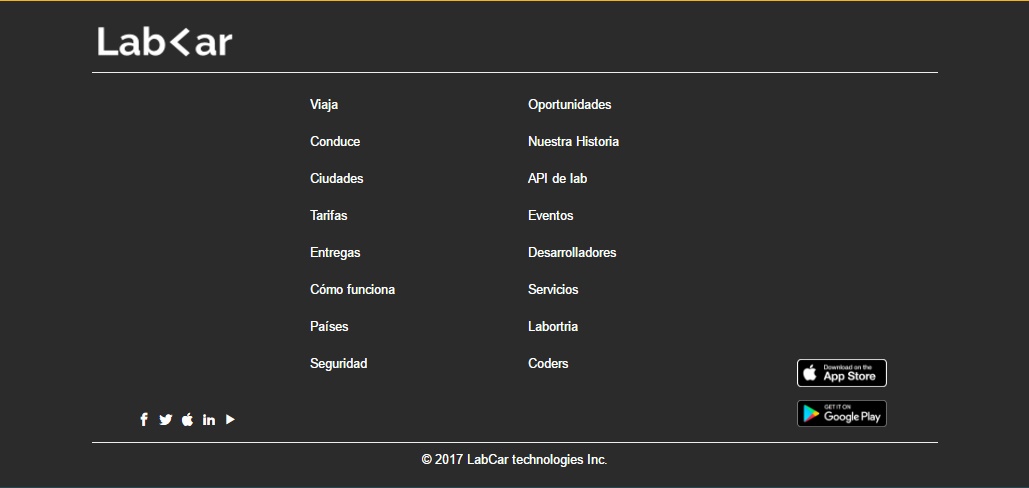 Lab<ar
Viaja
Conduce
Ciudades
Tarifas
Entregas
Cómo funciona
Países
Seguridad
Oportunidades
Nuestra Historia
API de lab
Eventos
Desarrolladores
Servicios
Labortria
Coders
Download on the
App Store
GET IT ON
Google Play
© 2017 LabCar technologies Inc.